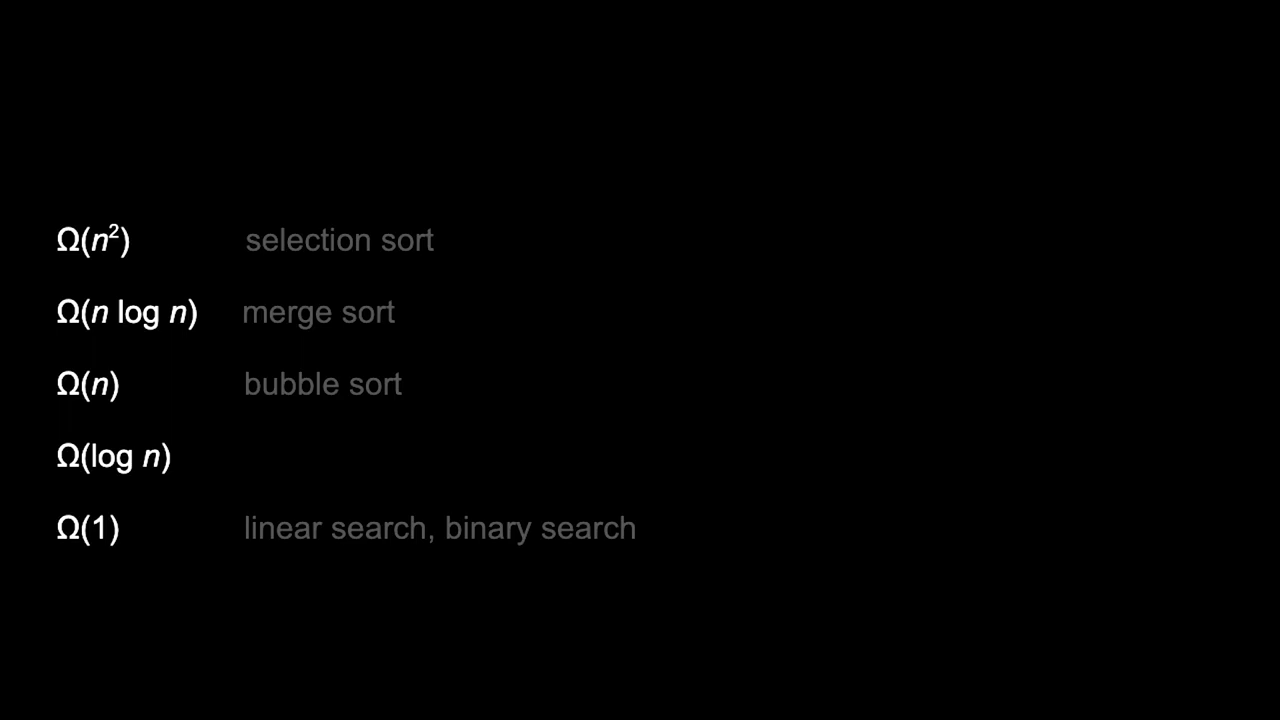 Ω(n²) selection sort
Ω(n log n) merge sort
Ω(n) bubble sort
Ω(log n)
Ω(1) linear search, binary search